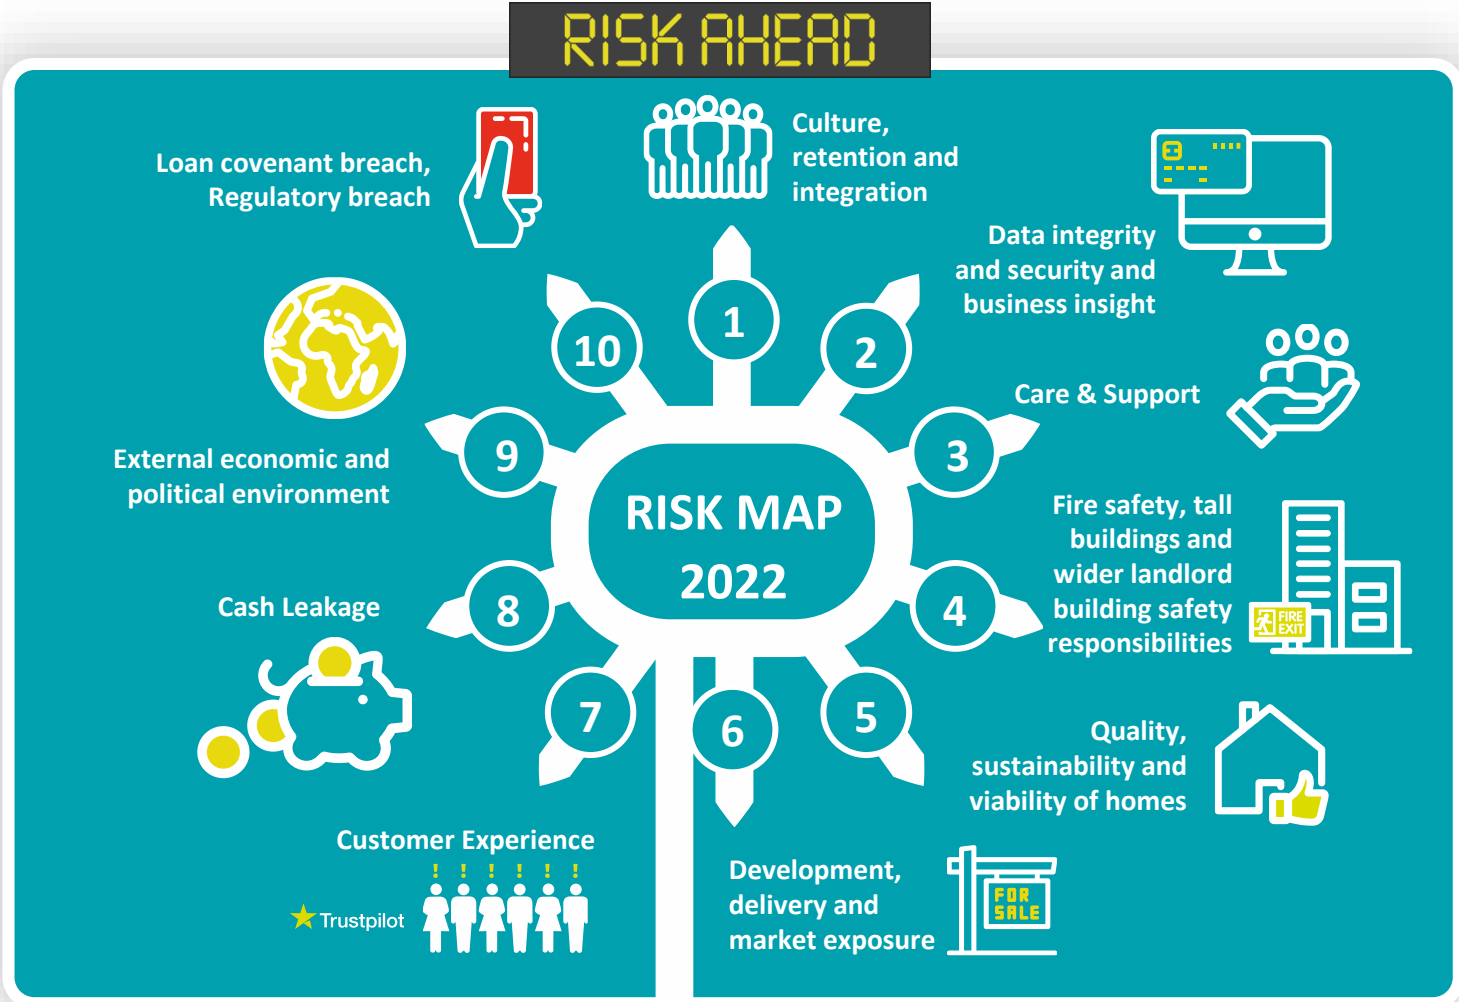 RISK AHEAD
Loan covenant breach,
Regulatory breach
Culture,
retention and
integration
Data integrity
and security and
business insight
Care & Support
Fire safety, tall
buildings and
wider landlord
building safety
responsibilities
FIRE
EXIT
Quality,
sustainability and
viability of homes
Development,
delivery and
market exposure
FOR
SALE
Customer Experience
! ! ! ! ! !
Trustpilot
Cash Leakage
External economic and
political environment
1
2
3
4
5
6
7
8
9
10
RISK MAP
2022